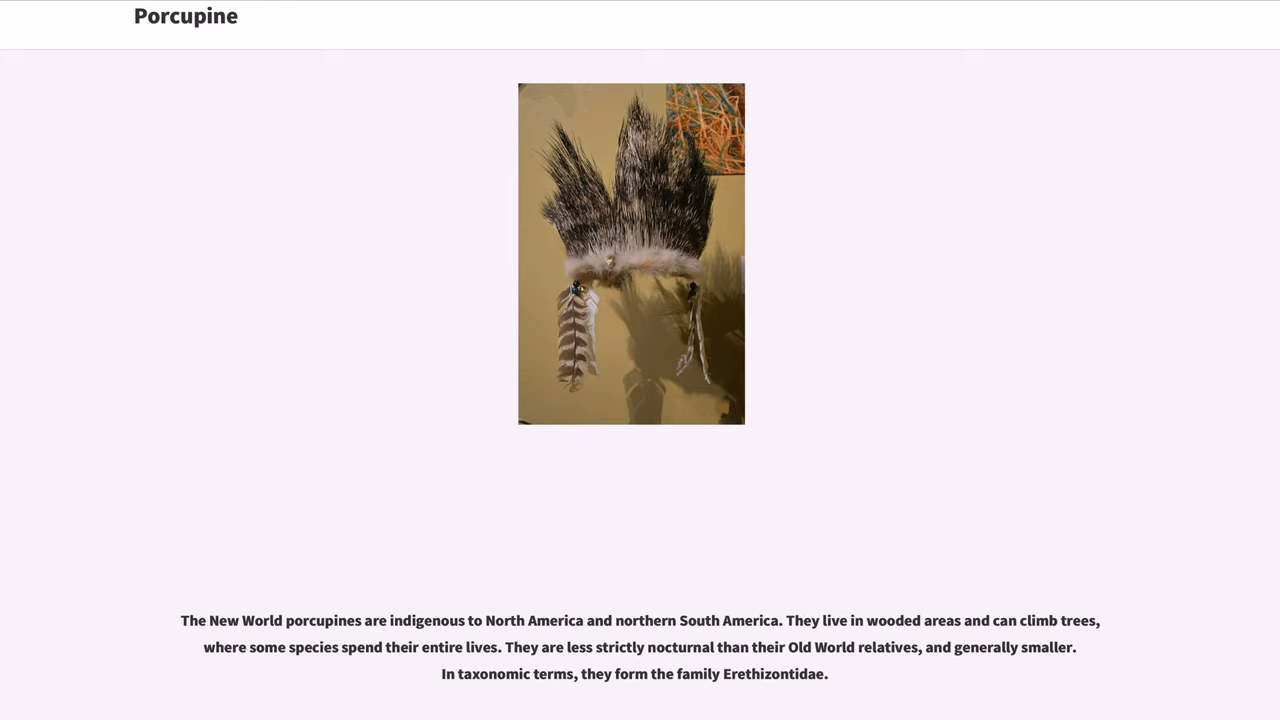 Porcupine
The New World porcupines are indigenous to North America and northern South America. They live in wooded areas and can climb trees,
where some species spend their entire lives. They are less strictly nocturnal than their Old World relatives, and generally smaller.
In taxonomic terms, they form the family Erethizontidae.